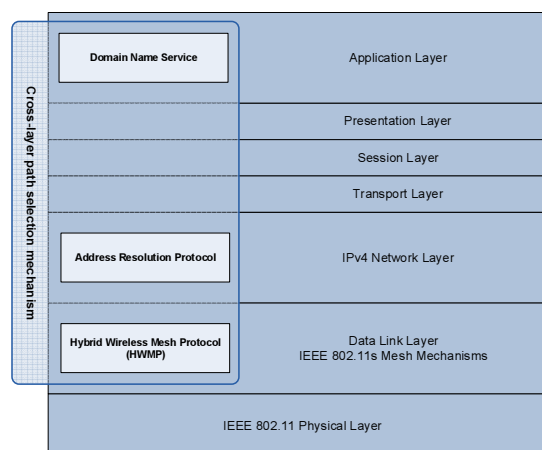 Cross-layer path selection mechanism
Domain Name Service
Application Layer
Presentation Layer
Session Layer
Transport Layer
Address Resolution Protocol
IPv4 Network Layer
Hybrid Wireless Mesh Protocol
(HWMP)
Data Link Layer
IEEE 802.11s Mesh Mechanisms
IEEE 802.11 Physical Layer